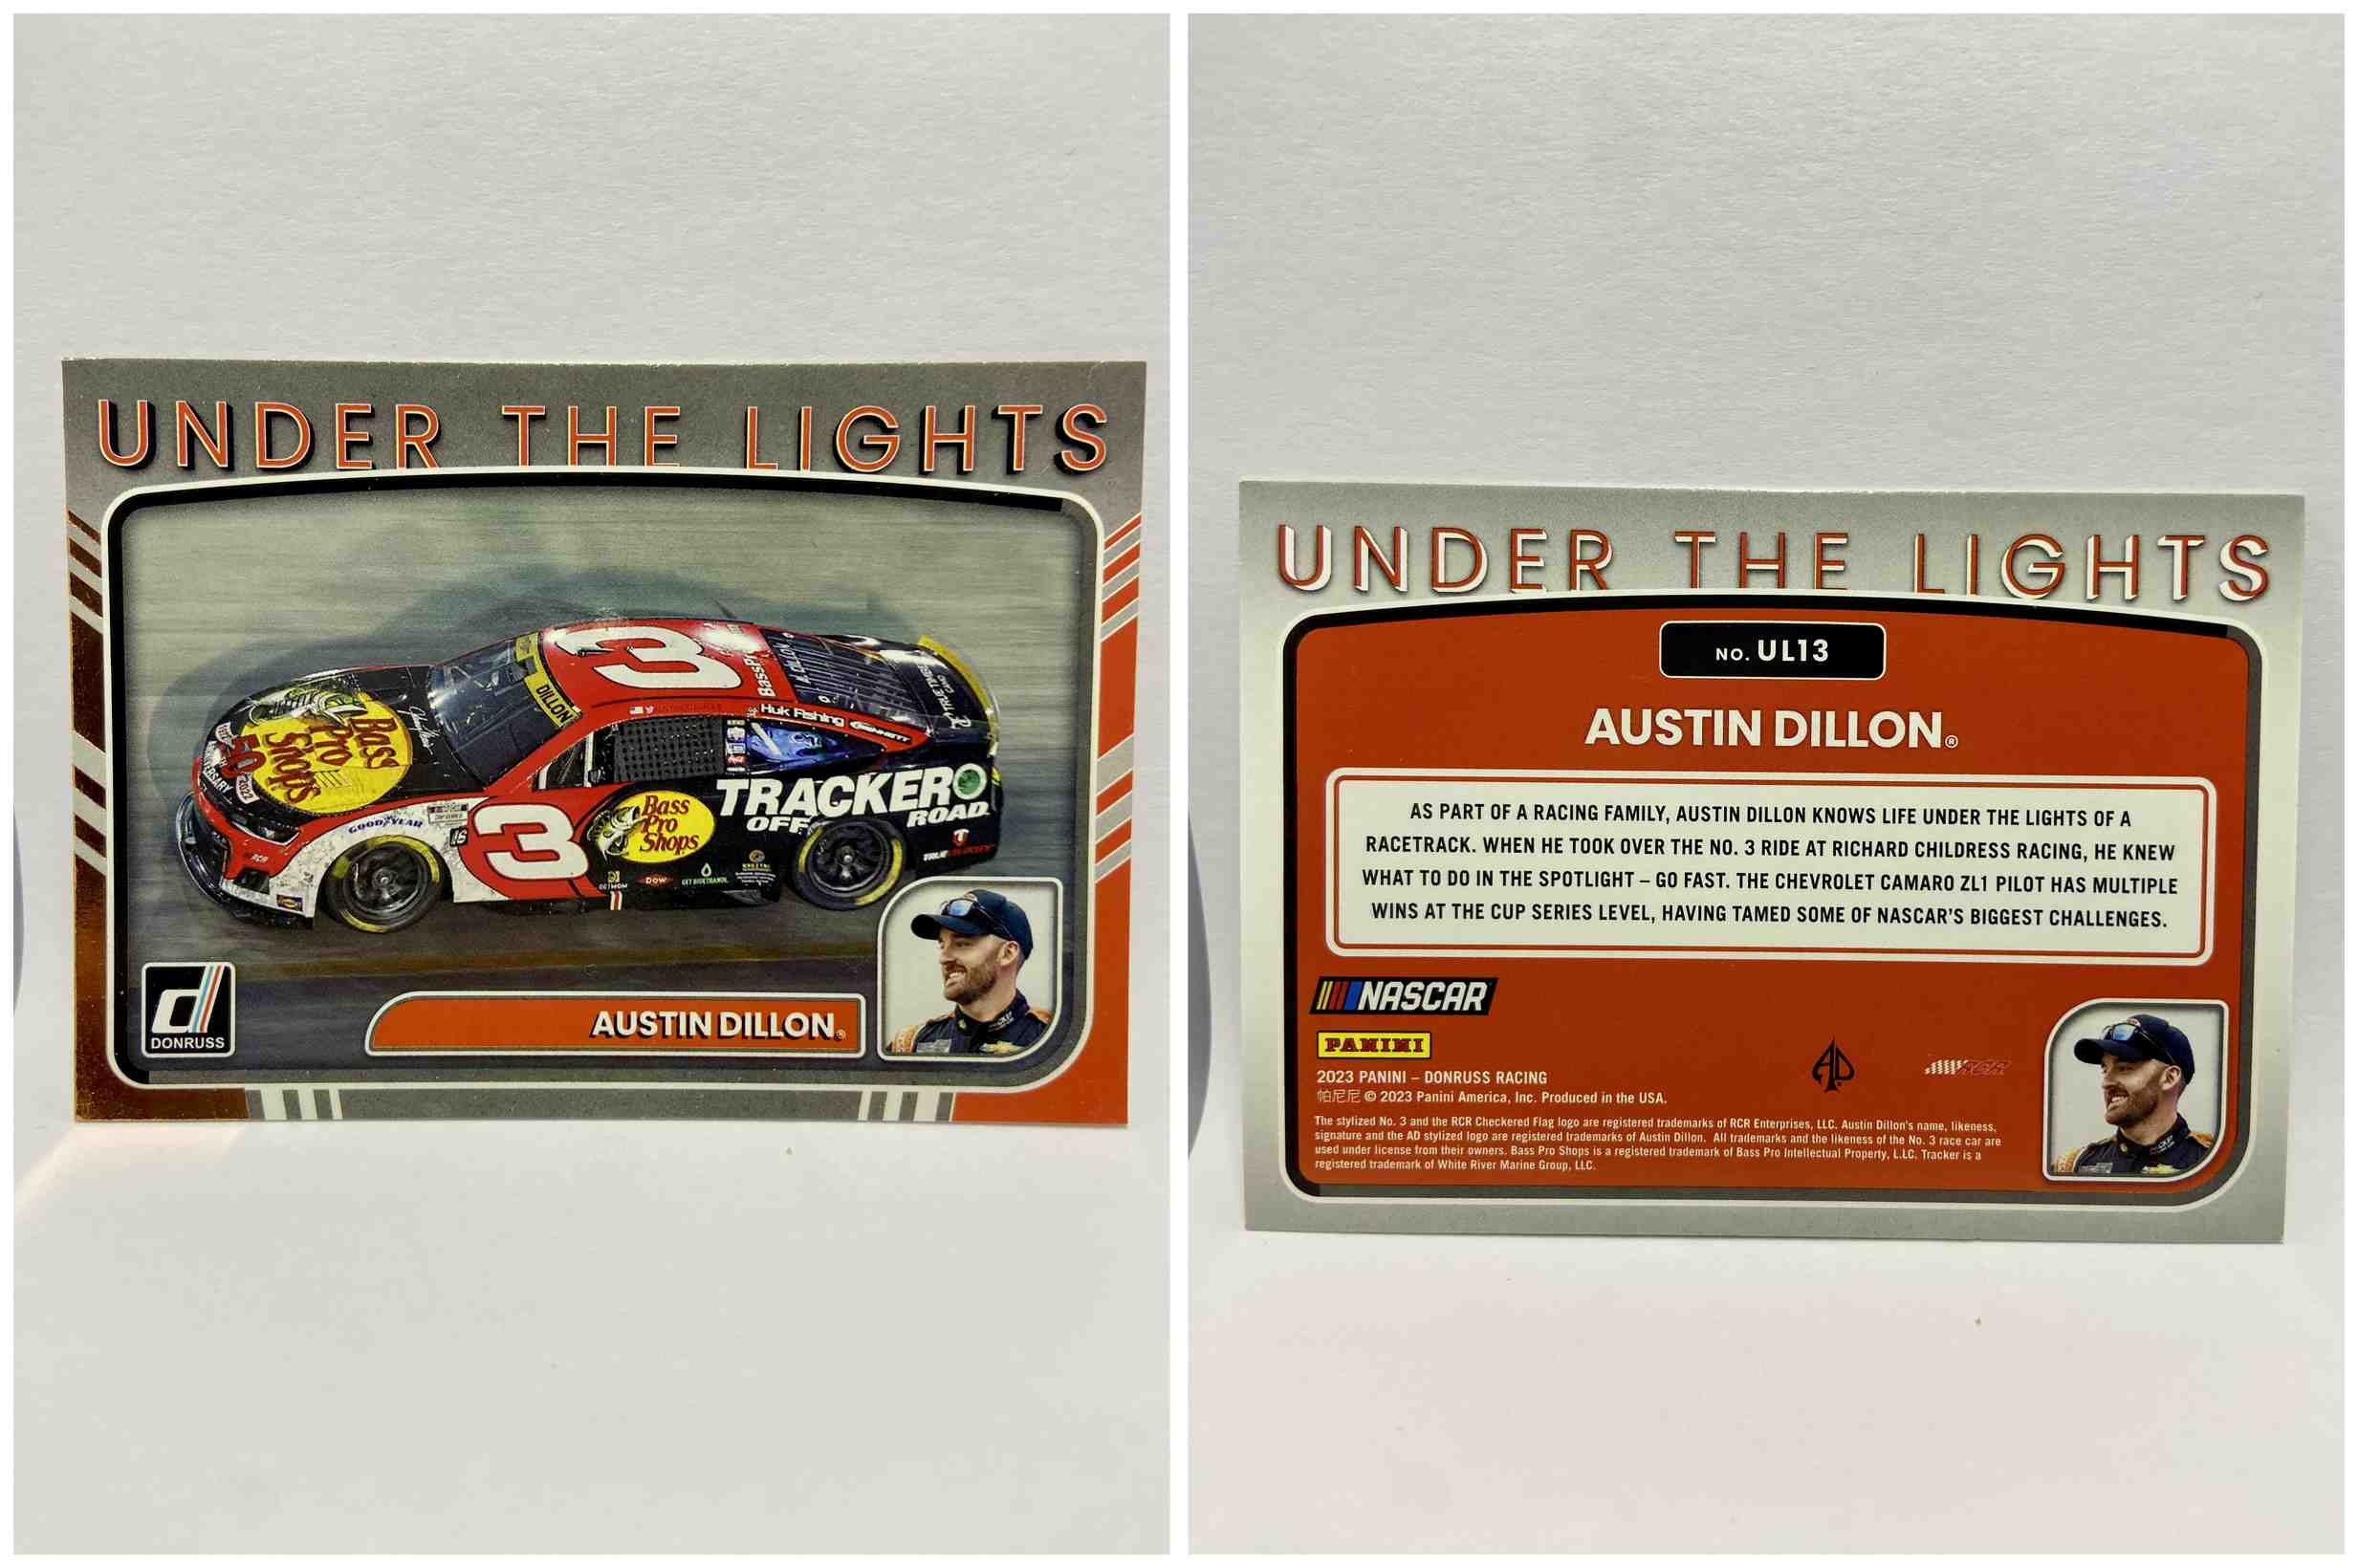 UNDER THE LIGHTS
3
BassPro
DILLON
Huk Fishing
Bass
Pro
Shops
50
TRACKER
OFF ROAD
GOODYEAR
RCR
3
Bass
Pro
Shops
Dow
GET BIOETHANOL
DONRUSS
AUSTIN DILLON®
UNDER THE LIGHTS
NO. UL13
AUSTIN DILLON®
AS PART OF A RACING FAMILY, AUSTIN DILLON KNOWS LIFE UNDER THE LIGHTS OF A
RACETRACK. WHEN HE TOOK OVER THE NO. 3 RIDE AT RICHARD CHILDRESS RACING, HE KNEW
WHAT TO DO IN THE SPOTLIGHT – GO FAST. THE CHEVROLET CAMARO ZL1 PILOT HAS MULTIPLE
WINS AT THE CUP SERIES LEVEL, HAVING TAMED SOME OF NASCAR'S BIGGEST CHALLENGES.
NASCAR
PANINI
2023 PANINI – DONRUSS RACING
帕尼尼 © 2023 Panini America, Inc. Produced in the USA.
The stylized No. 3 and the RCR Checkered Flag logo are registered trademarks of RCR Enterprises, LLC. Austin Dillon's name, likeness,
signature and the AD stylized logo are registered trademarks of Austin Dillon. All trademarks and the likeness of the No. 3 race car are
used under license from their owners. Bass Pro Shops is a registered trademark of Bass Pro Intellectual Property, L.LC. Tracker is a
registered trademark of White River Marine Group, LLC.